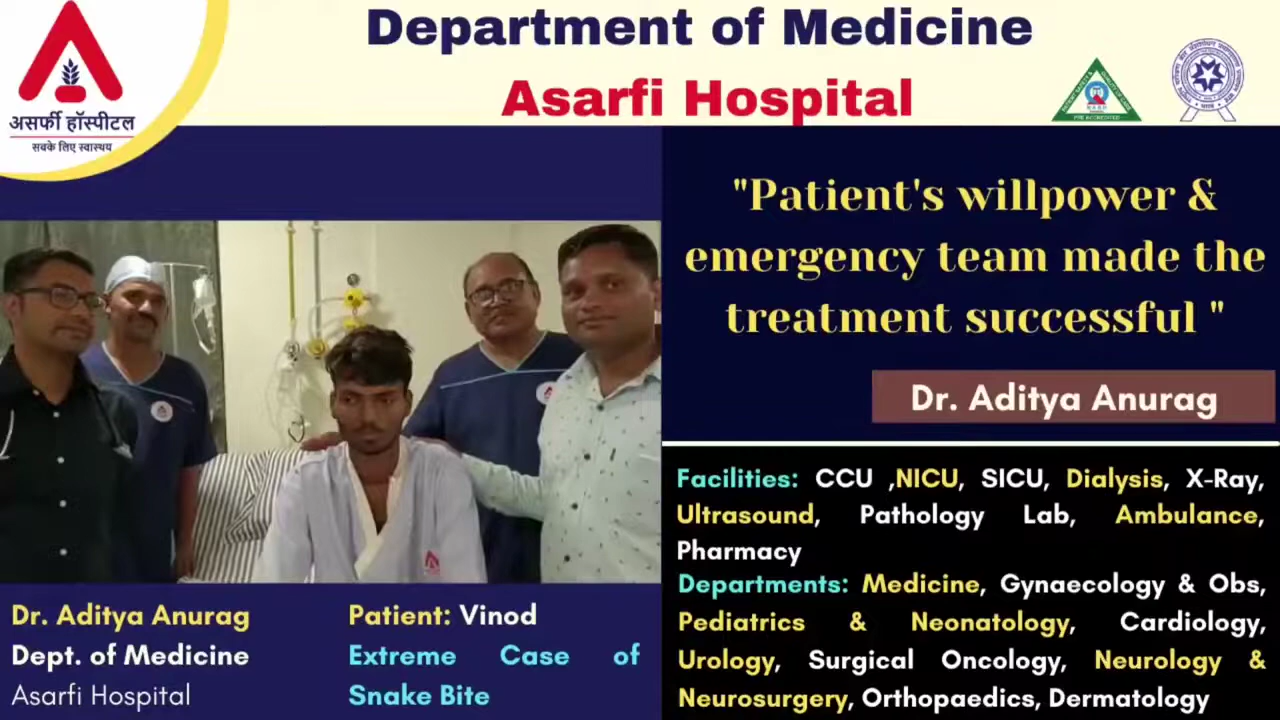 Department of Medicine
Asarfi Hospital
असर्फी हॉस्पीटल
सबके लिए स्वास्थय
"Patient's willpower &
emergency team made the
treatment successful "
Dr. Aditya Anurag
Dr. Aditya Anurag
Dept. of Medicine
Asarfi Hospital
Patient: Vinod
Extreme Case of
Snake Bite
Facilities: CCU ,NICU, SICU, Dialysis, X-Ray,
Ultrasound, Pathology Lab, Ambulance,
Pharmacy
Departments: Medicine, Gynaecology & Obs,
Pediatrics & Neonatology, Cardiology,
Urology, Surgical Oncology, Neurology &
Neurosurgery, Orthopaedics, Dermatology